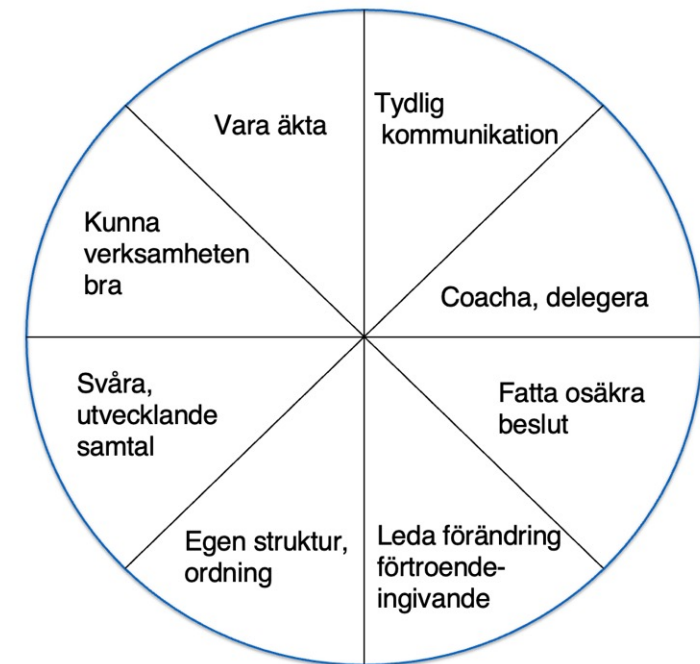 Vara äkta
Tydlig
kommunikation
Kunna
verksamheten
bra
Coacha, delegera
Svåra,
utvecklande
samtal
Fatta osäkra
beslut
Egen struktur,
ordning
Leda förändring
förtroende-
ingivande